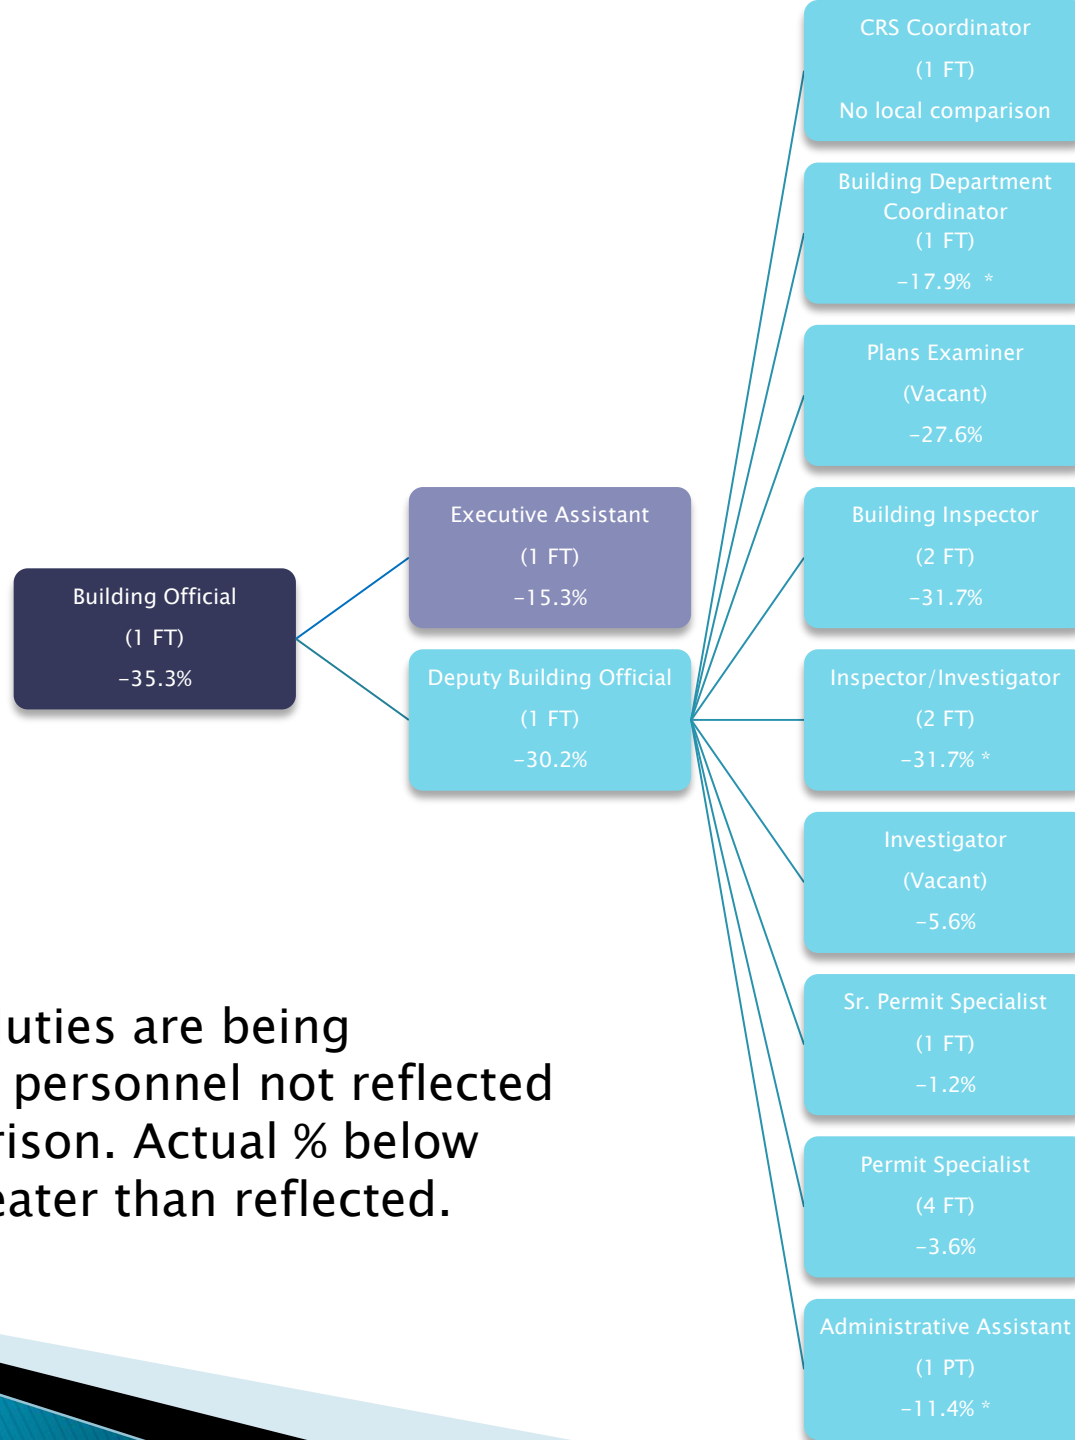 CRS Coordinator
(1 FT)
No local comparison
Building Department
Coordinator
(1 FT)
-17.9% *
Plans Examiner
(Vacant)
-27.6%
Building Inspector
(2 FT)
-31.7%
Executive Assistant
(1 FT)
-15.3%
Building Official
(1 FT)
-35.3%
Deputy Building Official
(1 FT)
-30.2%
Inspector/Investigator
(2 FT)
-31.7% *
Investigator
(Vacant)
-5.6%
Sr. Permit Specialist
(1 FT)
-1.2%
Permit Specialist
(4 FT)
-3.6%
Administrative Assistant
(1 PT)
-11.4% *
uties are being
personnel not reflected
rison. Actual % below
eater than reflected.